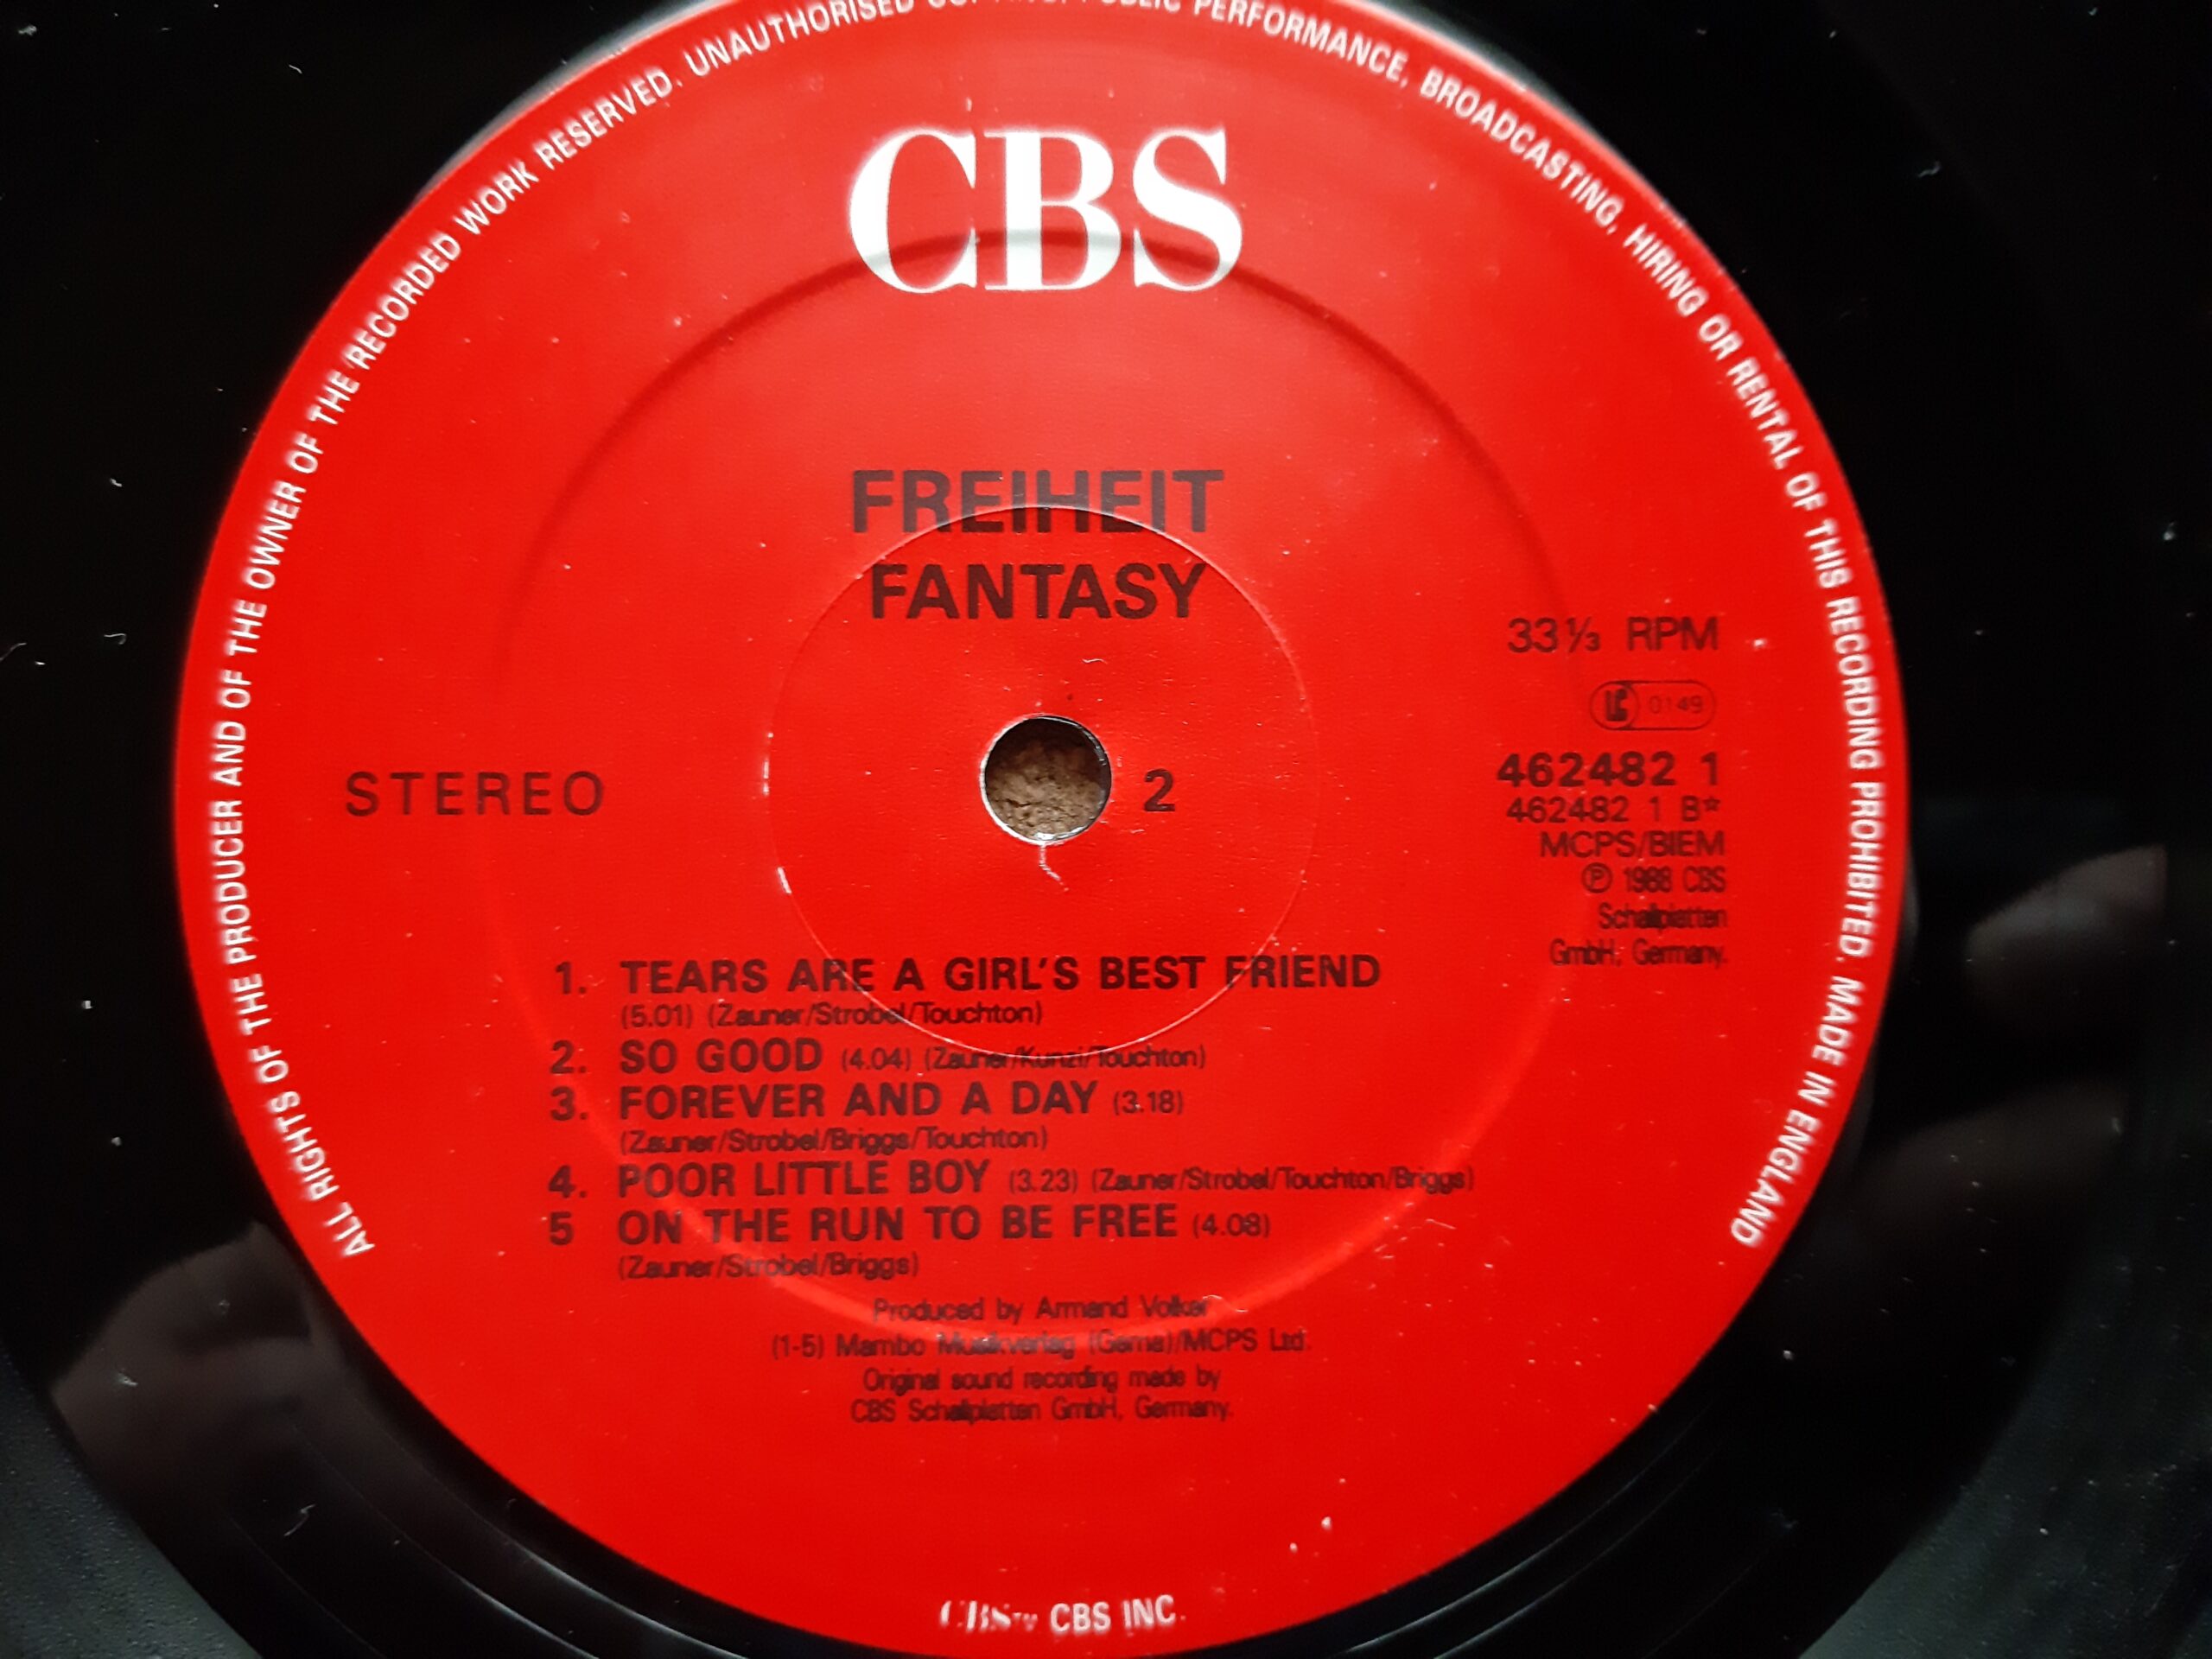 ALL RIGHTS OF THE PRODUCER AND OF THE OWNER OF THE RECORDED WORK RESERVED. UNAUTHORISED COPYING, PUBLIC PERFORMANCE, BROADCASTING, HIRING OR RENTAL OF THIS RECORDING PROHIBITED. MADE IN ENGLAND
CBS
FREIHEIT
FANTASY
33⅓ RPM
LC 0149
STEREO
2
462482 1
462482 1 B☆
MCPS/BIEM
Ⓟ 1988 CBS
Schallplatten
GmbH, Germany.
1. TEARS ARE A GIRL'S BEST FRIEND
(5.01) (Zauner/Strobel/Touchton)
2. SO GOOD (4.04) (Zauner/Kunzi/Touchton)
3. FOREVER AND A DAY (3.18)
(Zauner/Strobel/Briggs/Touchton)
4. POOR LITTLE BOY (3.23) (Zauner/Strobel/Touchton/Briggs)
5 ON THE RUN TO BE FREE (4.08)
(Zauner/Strobel/Briggs)
Produced by Armand Volker
(1-5) Mambo Musikverlag (Gema)/MCPS Ltd.
Original sound recording made by
CBS Schallplatten GmbH, Germany.
CBS TM CBS INC.